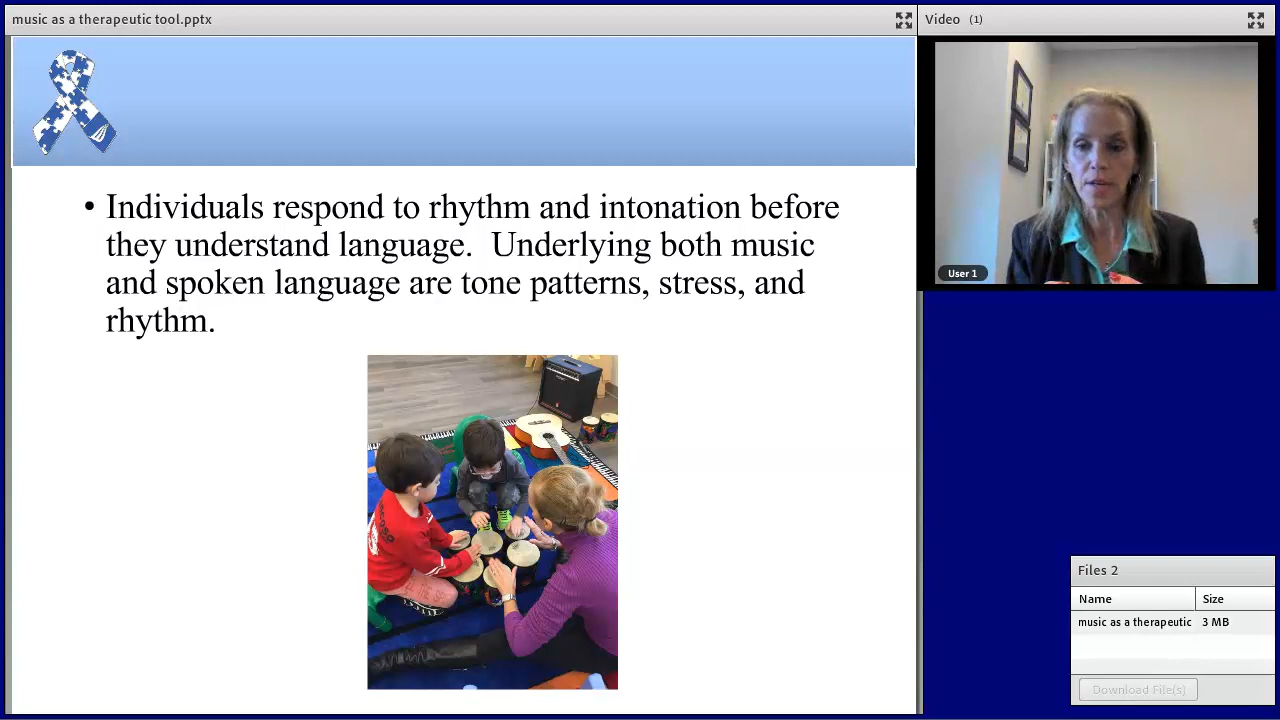 music as a therapeutic tool.pptx
Video (1)
• Individuals respond to rhythm and intonation before
they understand language.  Underlying both music
and spoken language are tone patterns, stress, and
rhythm.
User 1
Files 2
Name Size
music as a therapeutic 3 MB
Download File(s)